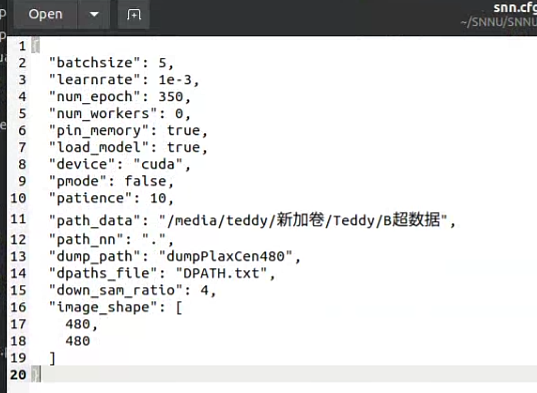 Open
snn.cfg
~/SNNU/SNNU
1 {
2 "batchsize": 5,
3 "learnrate": 1e-3,
4 "num_epoch": 350,
5 "num_workers": 0,
6 "pin_memory": true,
7 "load_model": true,
8 "device": "cuda",
9 "pmode": false,
10 "patience": 10,
11 "path_data": "/media/teddy/新加卷/Teddy/B超数据",
12 "path_nn": ".",
13 "dump_path": "dumpPlaxCen480",
14 "dpaths_file": "DPATH.txt",
15 "down_sam_ratio": 4,
16 "image_shape": [
17 480,
18 480
19 ]
20 }